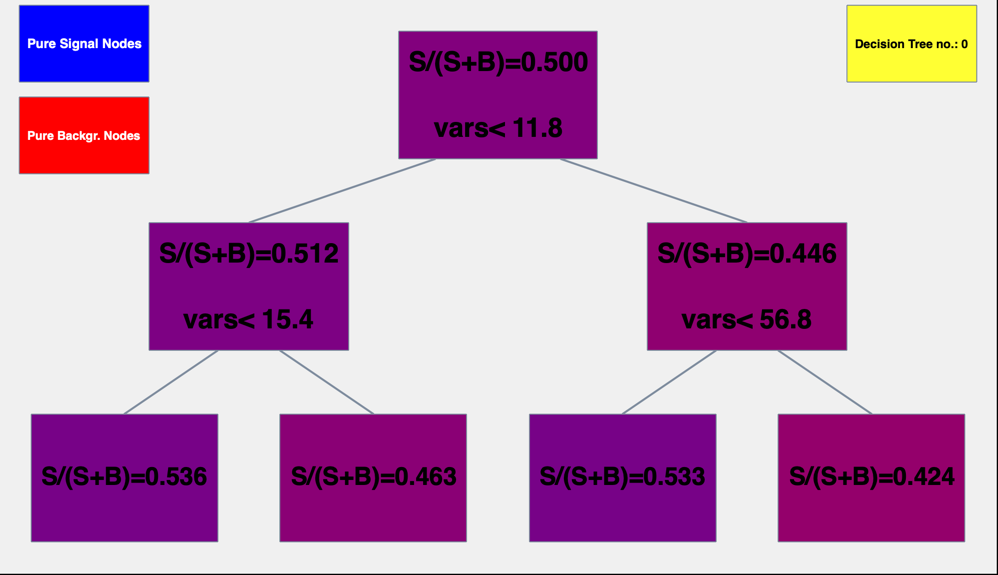 Pure Signal Nodes
Pure Backgr. Nodes
Decision Tree no.: 0
S/(S+B)=0.500
vars< 11.8
S/(S+B)=0.512
vars< 15.4
S/(S+B)=0.446
vars< 56.8
S/(S+B)=0.536
S/(S+B)=0.463
S/(S+B)=0.533
S/(S+B)=0.424